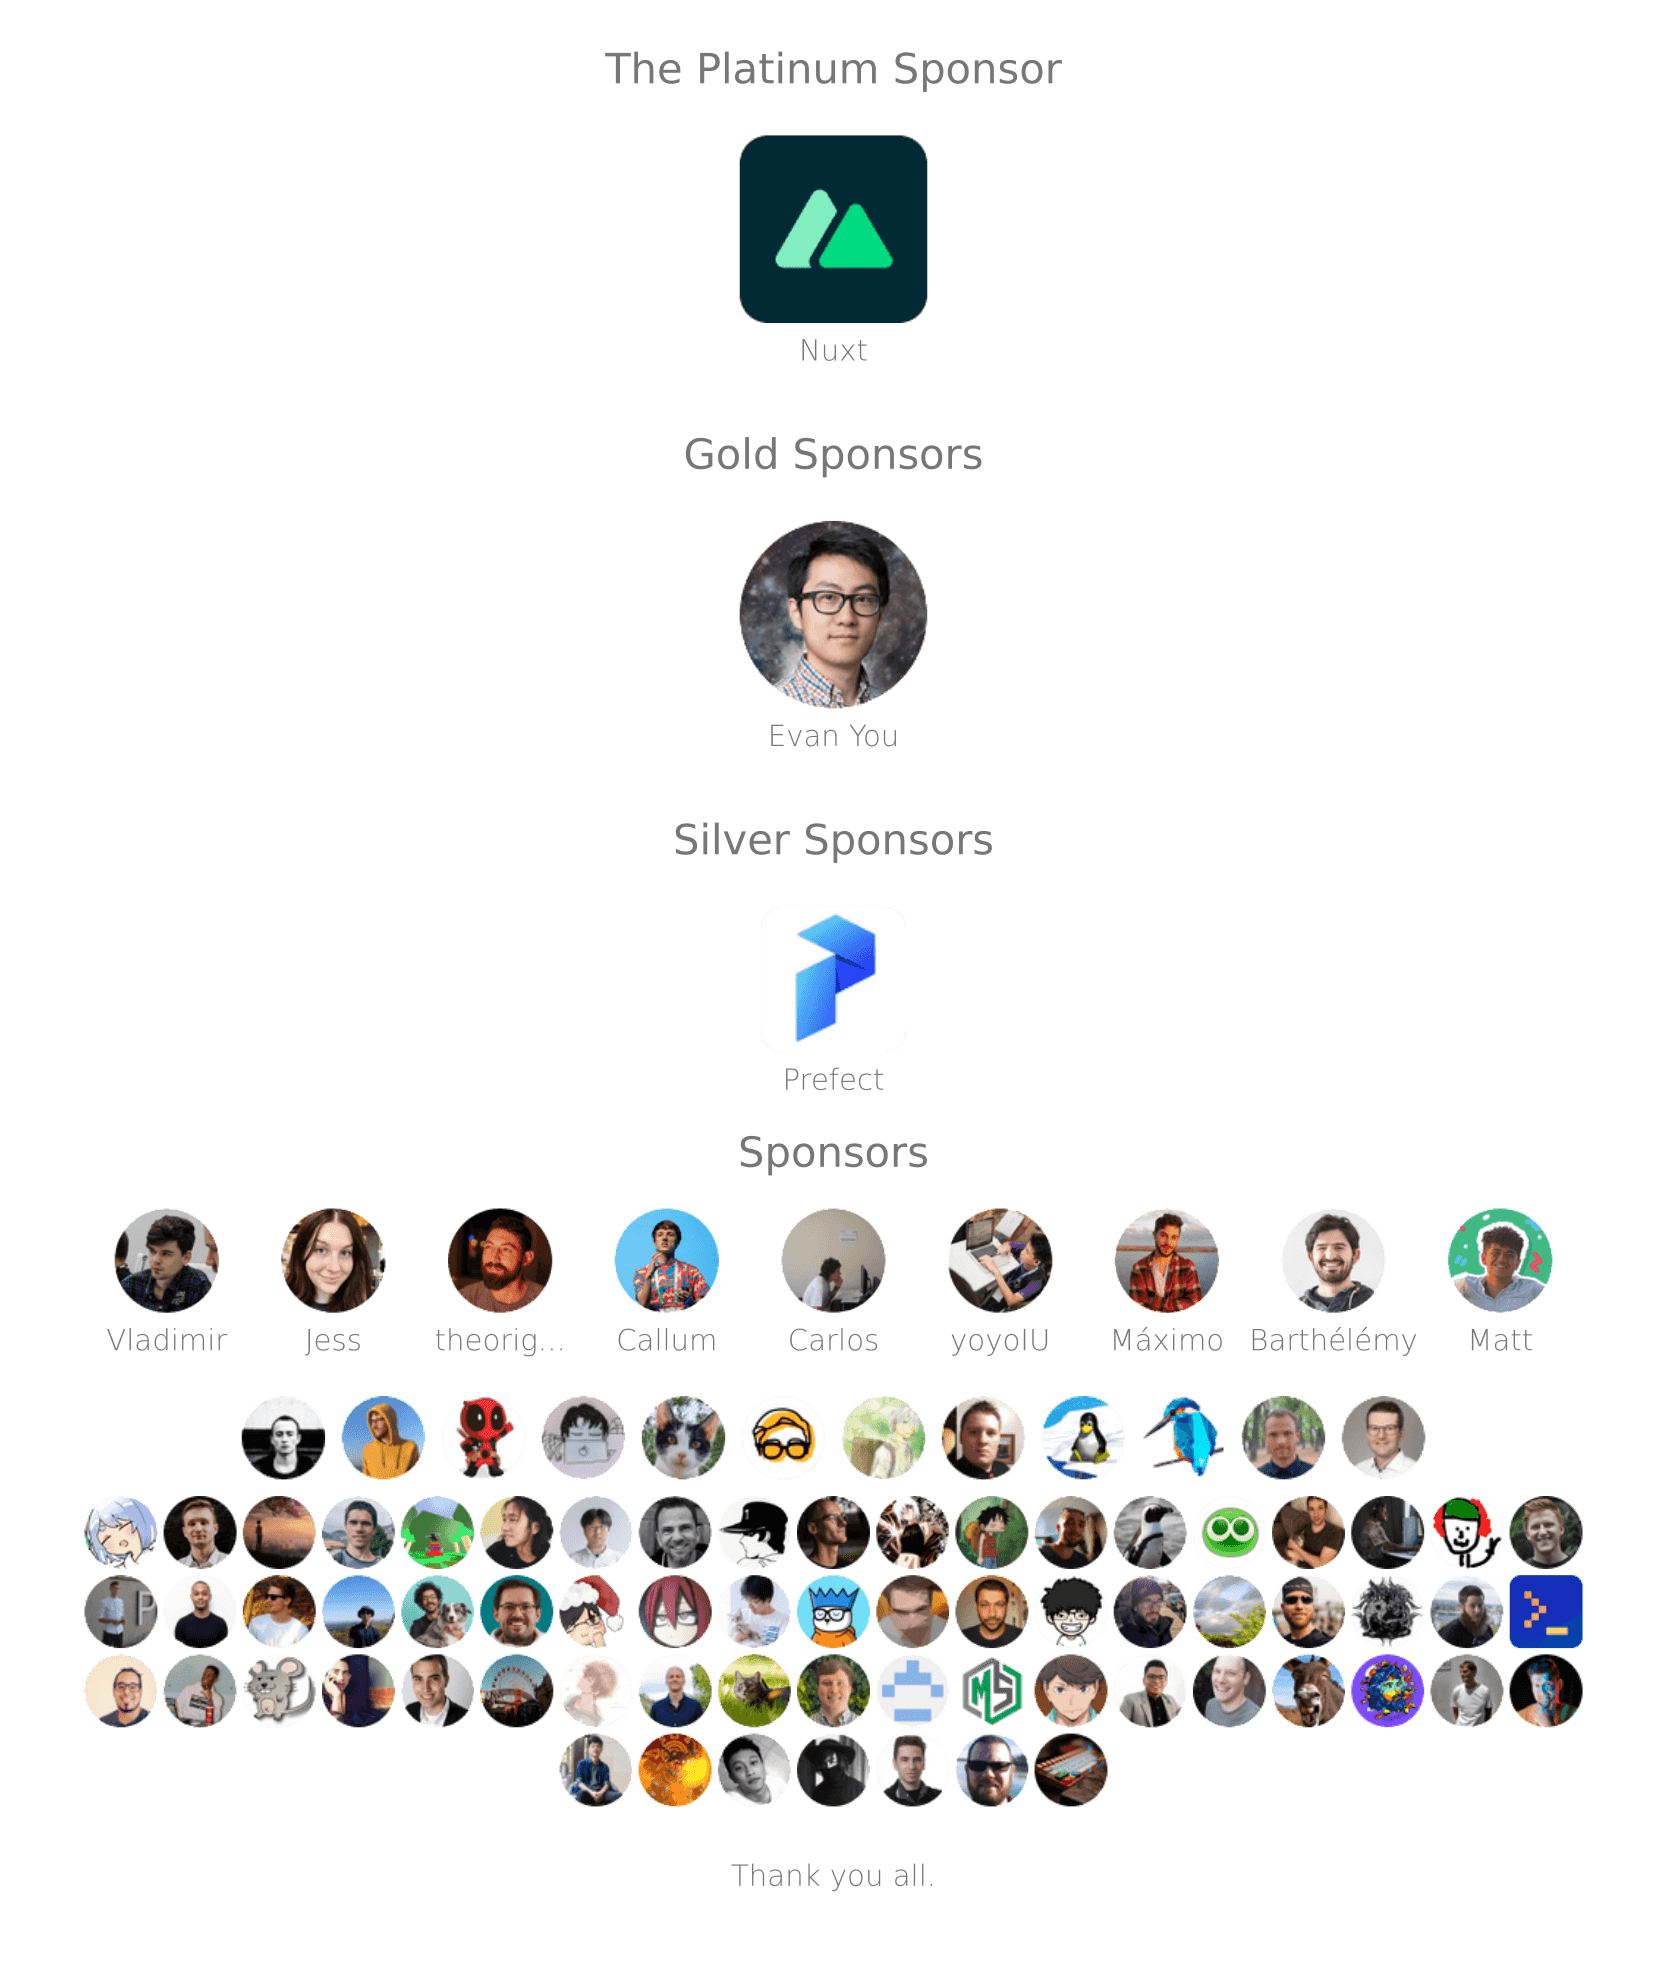 The Platinum Sponsor
Nuxt
Gold Sponsors
Evan You
Silver Sponsors
Prefect
Sponsors
Vladimir Jess theorig... Callum Carlos yoyolU Máximo Barthélémy Matt
Thank you all.